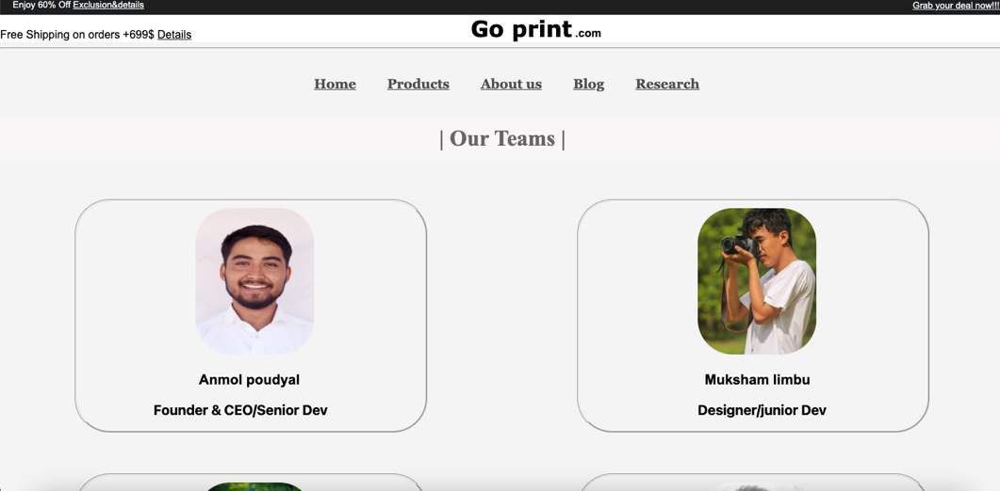 Enjoy 60% Off Exclusion&details
Grab your deal now!!!
Free Shipping on orders +699$ Details
Go print .com
Home Products About us Blog Research
| Our Teams |
Anmol poudyal
Founder & CEO/Senior Dev
Muksham limbu
Designer/junior Dev